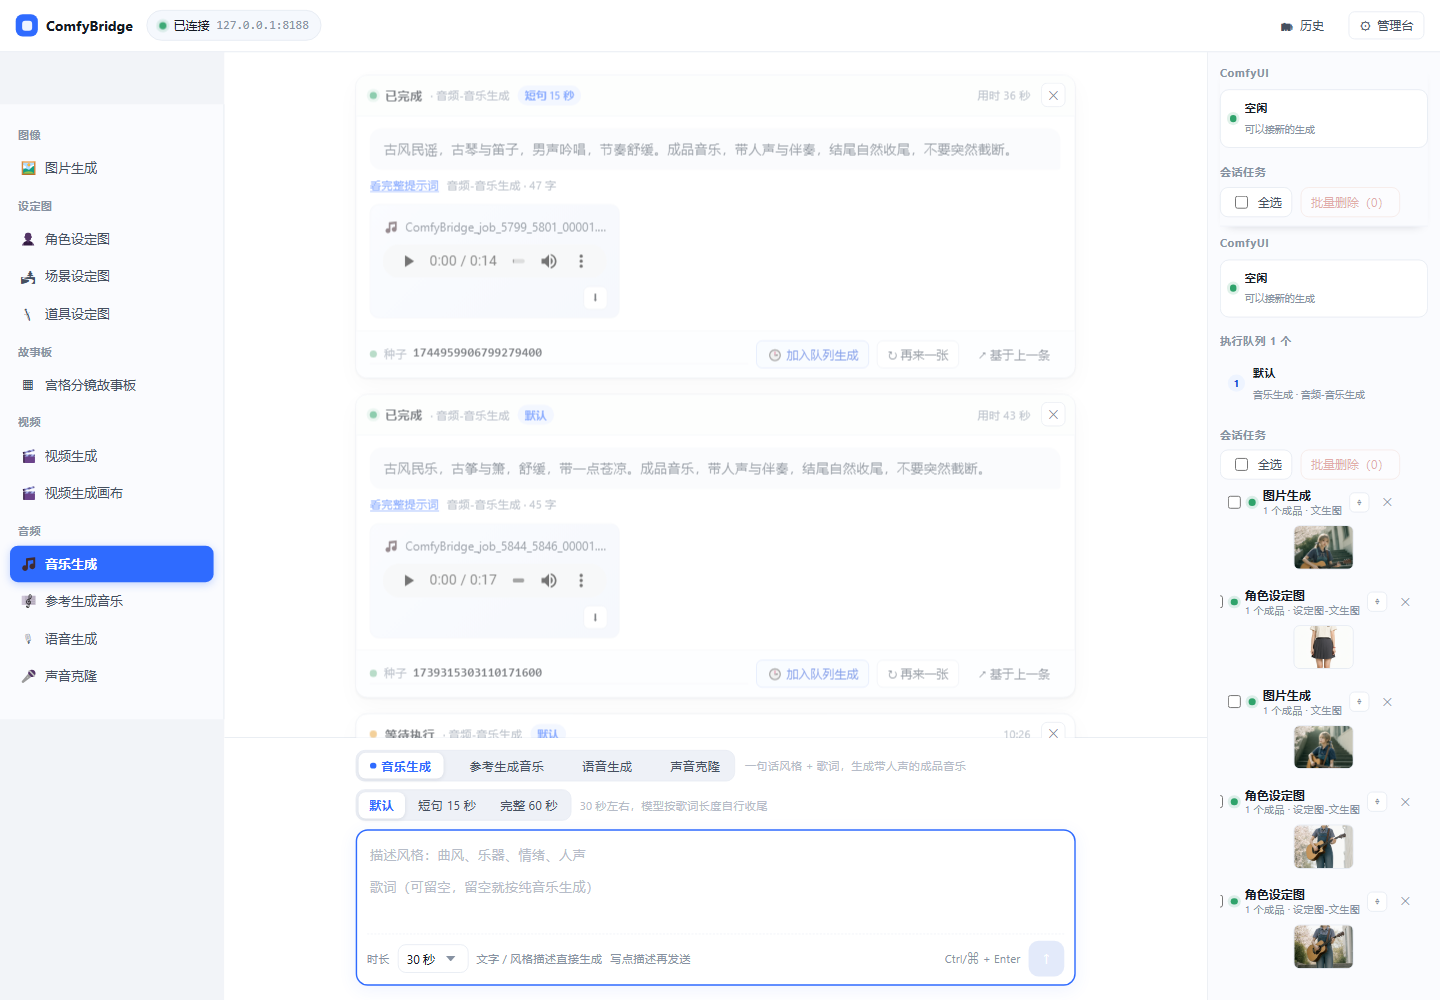 ComfyBridge
已连接 127.0.0.1:8188
历史
管理台
图像
图片生成
设定图
角色设定图
场景设定图
道具设定图
故事板
宫格分镜故事板
视频
视频生成
视频生成画布
音频
音乐生成
参考生成音乐
语音生成
声音克隆
已完成 · 音频-音乐生成 短句 15 秒 用时 36 秒
古风民谣，古琴与笛子，男声吟唱，节奏舒缓。成品音乐，带人声与伴奏，结尾自然收尾，不要突然截断。
看完整提示词 音频-音乐生成 · 47 字
ComfyBridge_job_5799_5801_00001....
0:00 / 0:14
种子 1744959906799279400 加入队列生成 再来一张 基于上一条
已完成 · 音频-音乐生成 默认 用时 43 秒
古风民乐，古筝与箫，舒缓，带一点苍凉。成品音乐，带人声与伴奏，结尾自然收尾，不要突然截断。
看完整提示词 音频-音乐生成 · 45 字
ComfyBridge_job_5844_5846_00001....
0:00 / 0:17
种子 1739315303110171600 加入队列生成 再来一张 基于上一条
等待执行 · 音频-音乐生成 默认 10:26
音乐生成 参考生成音乐 语音生成 声音克隆 一句话风格 + 歌词，生成带人声的成品音乐
默认 短句 15 秒 完整 60 秒 30 秒左右，模型按歌词长度自行收尾
描述风格：曲风、乐器、情绪、人声
歌词（可留空，留空就按纯音乐生成）
时长 30 秒 文字 / 风格描述直接生成 写点描述再发送 Ctrl/⌘ + Enter
ComfyUI
空闲
可以接新的生成
会话任务
全选 批量删除（0）
ComfyUI
空闲
可以接新的生成
执行队列 1 个
1 默认
音乐生成 · 音频-音乐生成
会话任务
全选 批量删除（0）
图片生成
1 个成品 · 文生图
角色设定图
1 个成品 · 设定图-文生图
图片生成
1 个成品 · 文生图
角色设定图
1 个成品 · 设定图-文生图
角色设定图
1 个成品 · 设定图-文生图